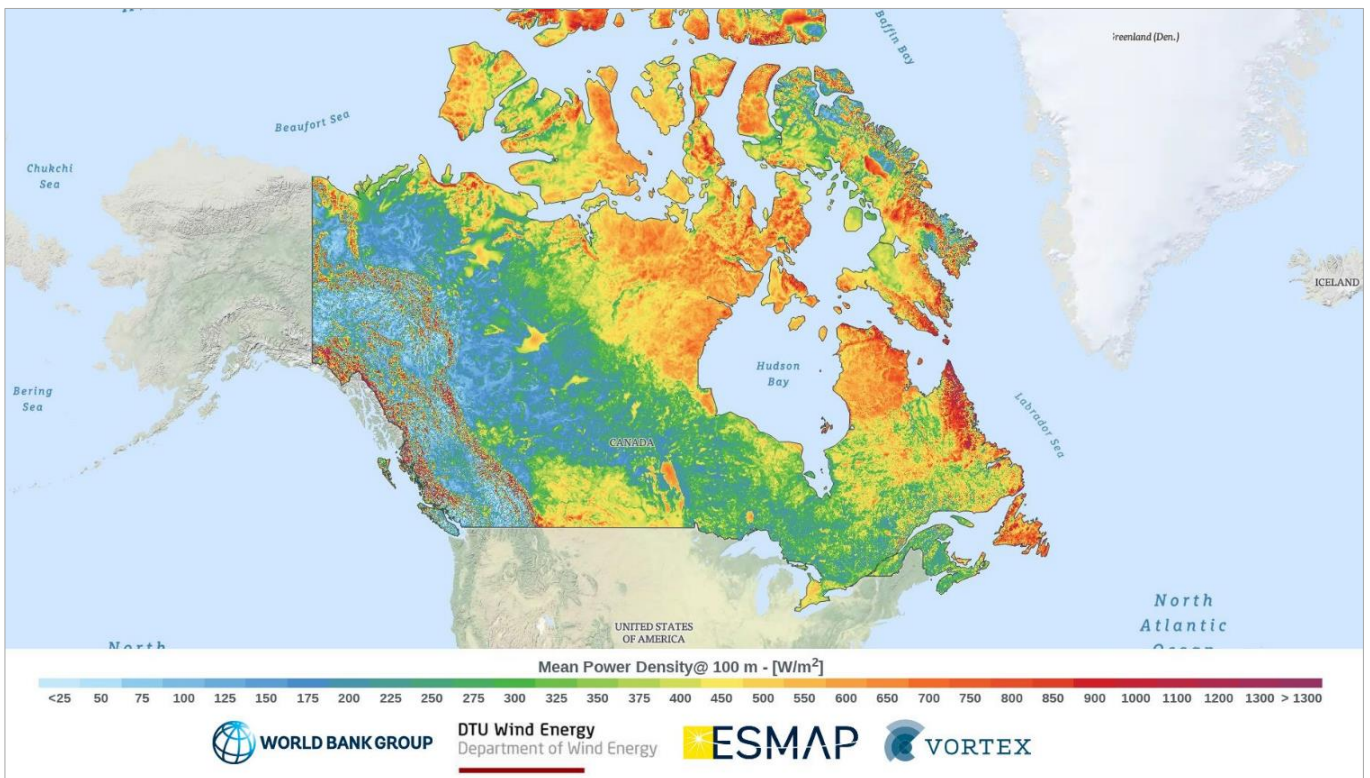 Baffin Bay
Greenland (Den.)
Beaufort Sea
Chukchi
Sea
ICELAND
Bering
Sea
Hudson
Bay
Labrador Sea
CANADA
UNITED STATES
OF AMERICA
North
North
Atlantic
Ocean
Mean Power Density@ 100 m - [W/m²]
<25 50 75 100 125 150 175 200 225 250 275 300 325 350 375 400 450 500 550 600 650 700 750 800 850 900 1000 1100 1200 1300 > 1300
WORLD BANK GROUP
DTU Wind Energy
Department of Wind Energy
ESMAP
VORTEX